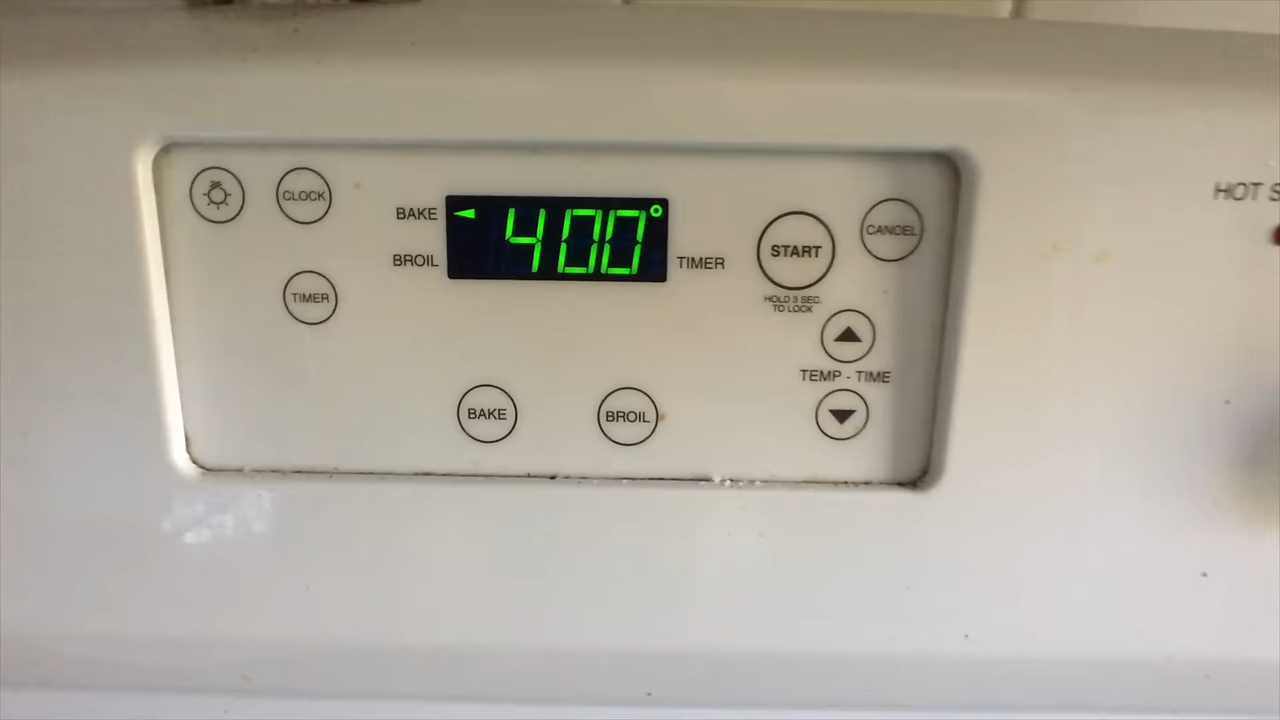 CLOCK
BAKE
400°
BROIL
TIMER
TIMER
START
HOLD 3 SEC.
TO LOCK
CANCEL
TEMP - TIME
BAKE
BROIL
HOT